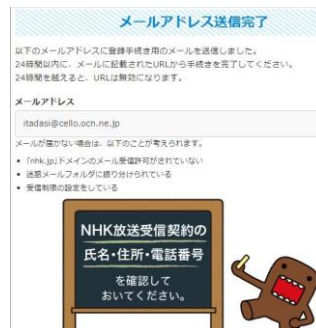 メールアドレス送信完了
以下のメールアドレスに登録手続き用のメールを送信しました。
24時間以内に、メールに記載されたURLから手続きを完了してください。
24時間を越えると、URLは無効になります。
メールアドレス
itadasi@cello.ocn.ne.jp
メールが届かない場合は、以下のことが考えられます。
「nhk.jp」ドメインのメール受信許可がされていない
迷惑メールフォルダに振り分けられている
受信制限の設定をしている
NHK放送受信契約の
氏名・住所・電話番号
を確認して
おいてください。